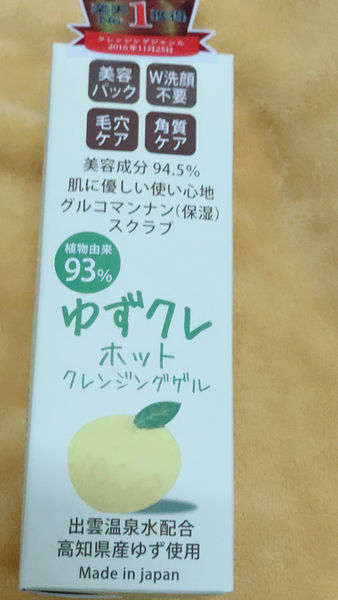 No. 1
クレンジングジャンル
2016年11月25日
美容パック
W洗顔不要
毛穴ケア
角質ケア
美容成分 94.5%
肌に優しい使い心地
グルコマンナン(保湿)
スクラブ
植物由来
93%
ゆずクレ
ホット
クレンジングゲル
出雲温泉水配合
高知県産ゆず使用
Made in japan